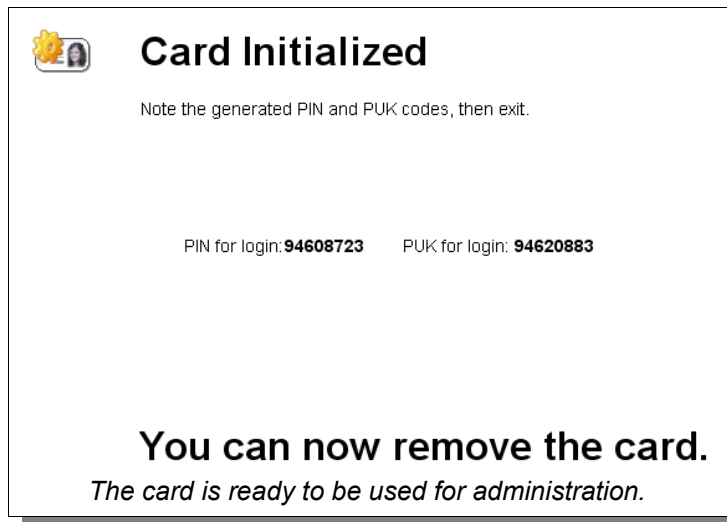 Card Initialized
Note the generated PIN and PUK codes, then exit.
PIN for login: 94608723 PUK for login: 94620883
You can now remove the card.
The card is ready to be used for administration.